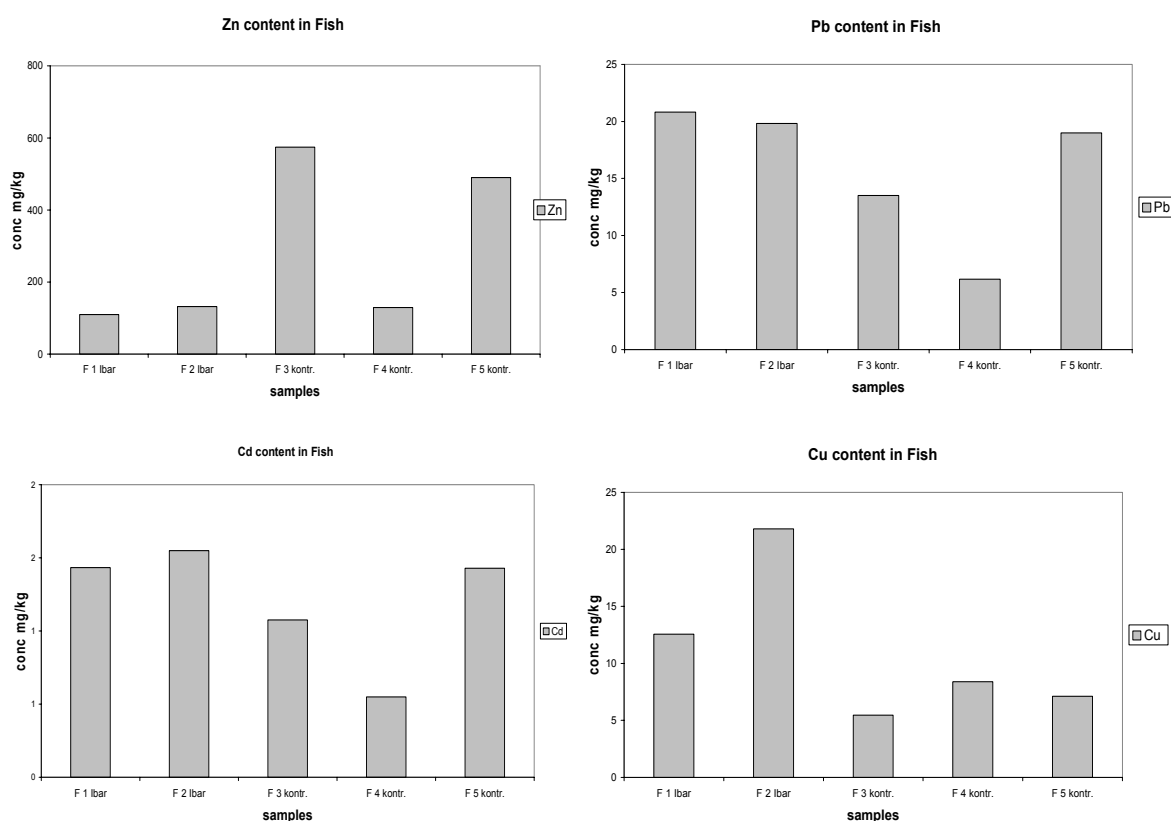 Zn content in Fish
800
600
400
200
0
conc mg/kg
F 1 Ibar F 2 Ibar F 3 kontr. F 4 kontr. F 5 kontr.
samples
Zn
Pb content in Fish
25
20
15
10
5
0
conc mg/kg
F 1 Ibar F 2 Ibar F 3 kontr. F 4 kontr. F 5 kontr.
samples
Pb
Cd content in Fish
2
2
1
1
0
conc mg/kg
F 1 Ibar F 2 Ibar F 3 kontr. F 4 kontr. F 5 kontr.
samples
Cd
Cu content in Fish
25
20
15
10
5
0
conc mg/kg
F 1 Ibar F 2 Ibar F 3 kontr. F 4 kontr. F 5 kontr.
samples
Cu